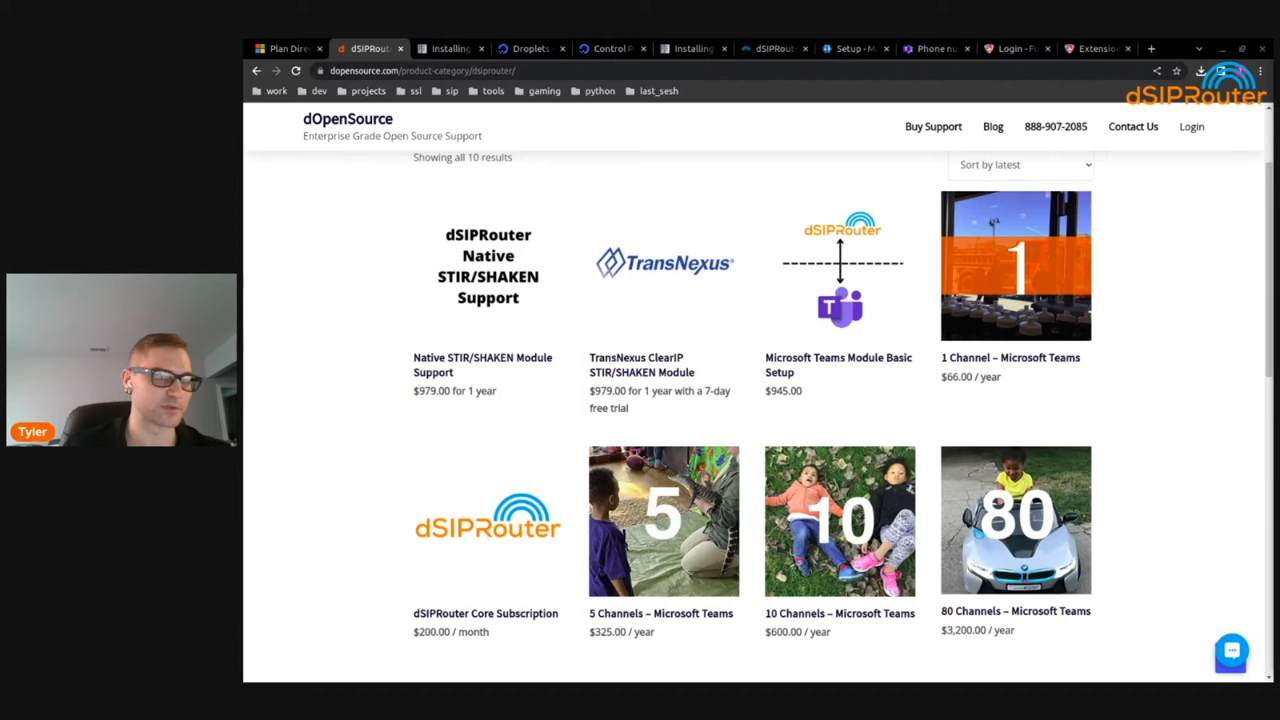 Plan Dire
dSIPRout
Installing
Droplets
Control P
Installing
dSIPRoute
Setup - M
Phone nu
Login - Fu
Extension
dopensource.com/product-category/dsiprouter/
work
dev
projects
ssl
sip
tools
gaming
python
last_sesh
dSIPRouter
dOpenSource
Enterprise Grade Open Source Support
Buy Support
Blog
888-907-2085
Contact Us
Login
Showing all 10 results
Sort by latest
dSIPRouter
Native
STIR/SHAKEN
Support
TransNexus®
dSIPRouter
T
1
Native STIR/SHAKEN Module
Support
$979.00 for 1 year
TransNexus ClearIP
STIR/SHAKEN Module
$979.00 for 1 year with a 7-day
free trial
Microsoft Teams Module Basic
Setup
$945.00
1 Channel – Microsoft Teams
$66.00 / year
Tyler
dSIPRouter
5
10
80
dSIPRouter Core Subscription
$200.00 / month
5 Channels – Microsoft Teams
$325.00 / year
10 Channels – Microsoft Teams
$600.00 / year
80 Channels – Microsoft Teams
$3,200.00 / year